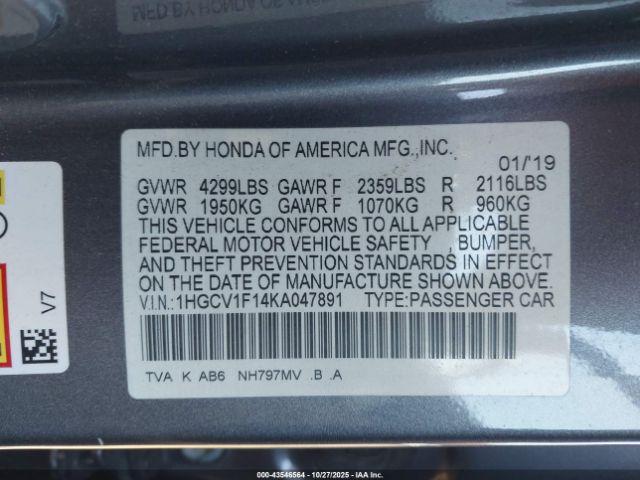 MFD.BY HONDA OF AMERICA MFG.,INC.
01/'19
GVWR 4299LBS GAWR F 2359LBS R 2116LBS
GVWR 1950KG GAWR F 1070KG R 960KG
THIS VEHICLE CONFORMS TO ALL APPLICABLE
FEDERAL MOTOR VEHICLE SAFETY , BUMPER,
AND THEFT PREVENTION STANDARDS IN EFFECT
ON THE DATE OF MANUFACTURE SHOWN ABOVE.
V.I.N.: 1HGCV1F14KA047891 TYPE:PASSENGER CAR
TVA K AB6 NH797MV .B .A
V7
00-43546564 - 10/27/2025 - IAA Inc.